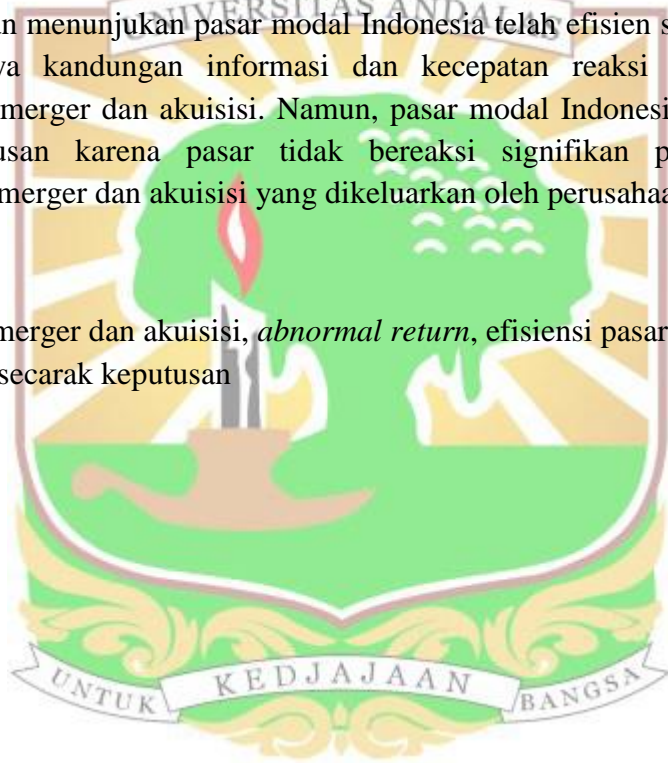 UNIVERSITAS ANDALAS
an menunjukan pasar modal Indonesia telah efisien s
ya kandungan informasi dan kecepatan reaksi
merger dan akuisisi. Namun, pasar modal Indonesi
usan karena pasar tidak bereaksi signifikan p
merger dan akuisisi yang dikeluarkan oleh perusahaa
merger dan akuisisi, abnormal return, efisiensi pasar
secarak keputusan
UNTUK KEDJAJAAN BANGSA